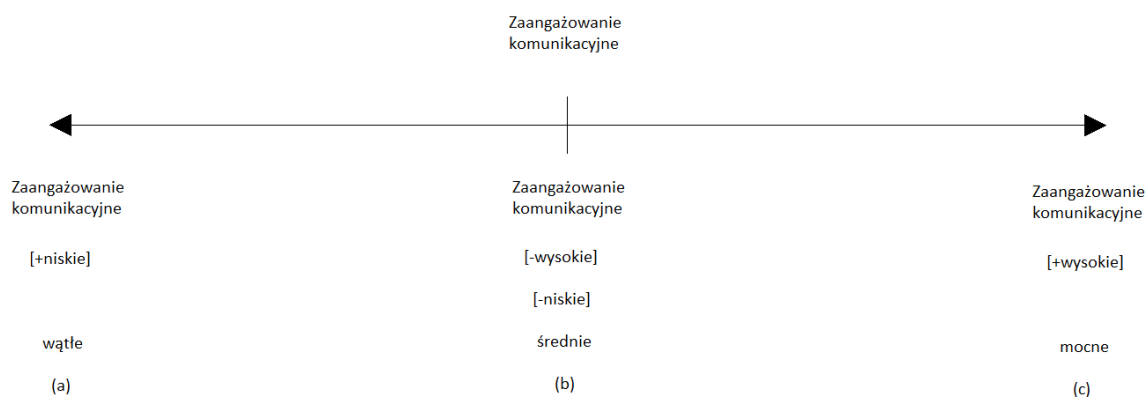 Zaangażowanie
komunikacyjne
Zaangażowanie
komunikacyjne
[+niskie]
wątłe
(a)
Zaangażowanie
komunikacyjne
[-wysokie]
[-niskie]
średnie
(b)
Zaangażowanie
komunikacyjne
[+wysokie]
mocne
(c)